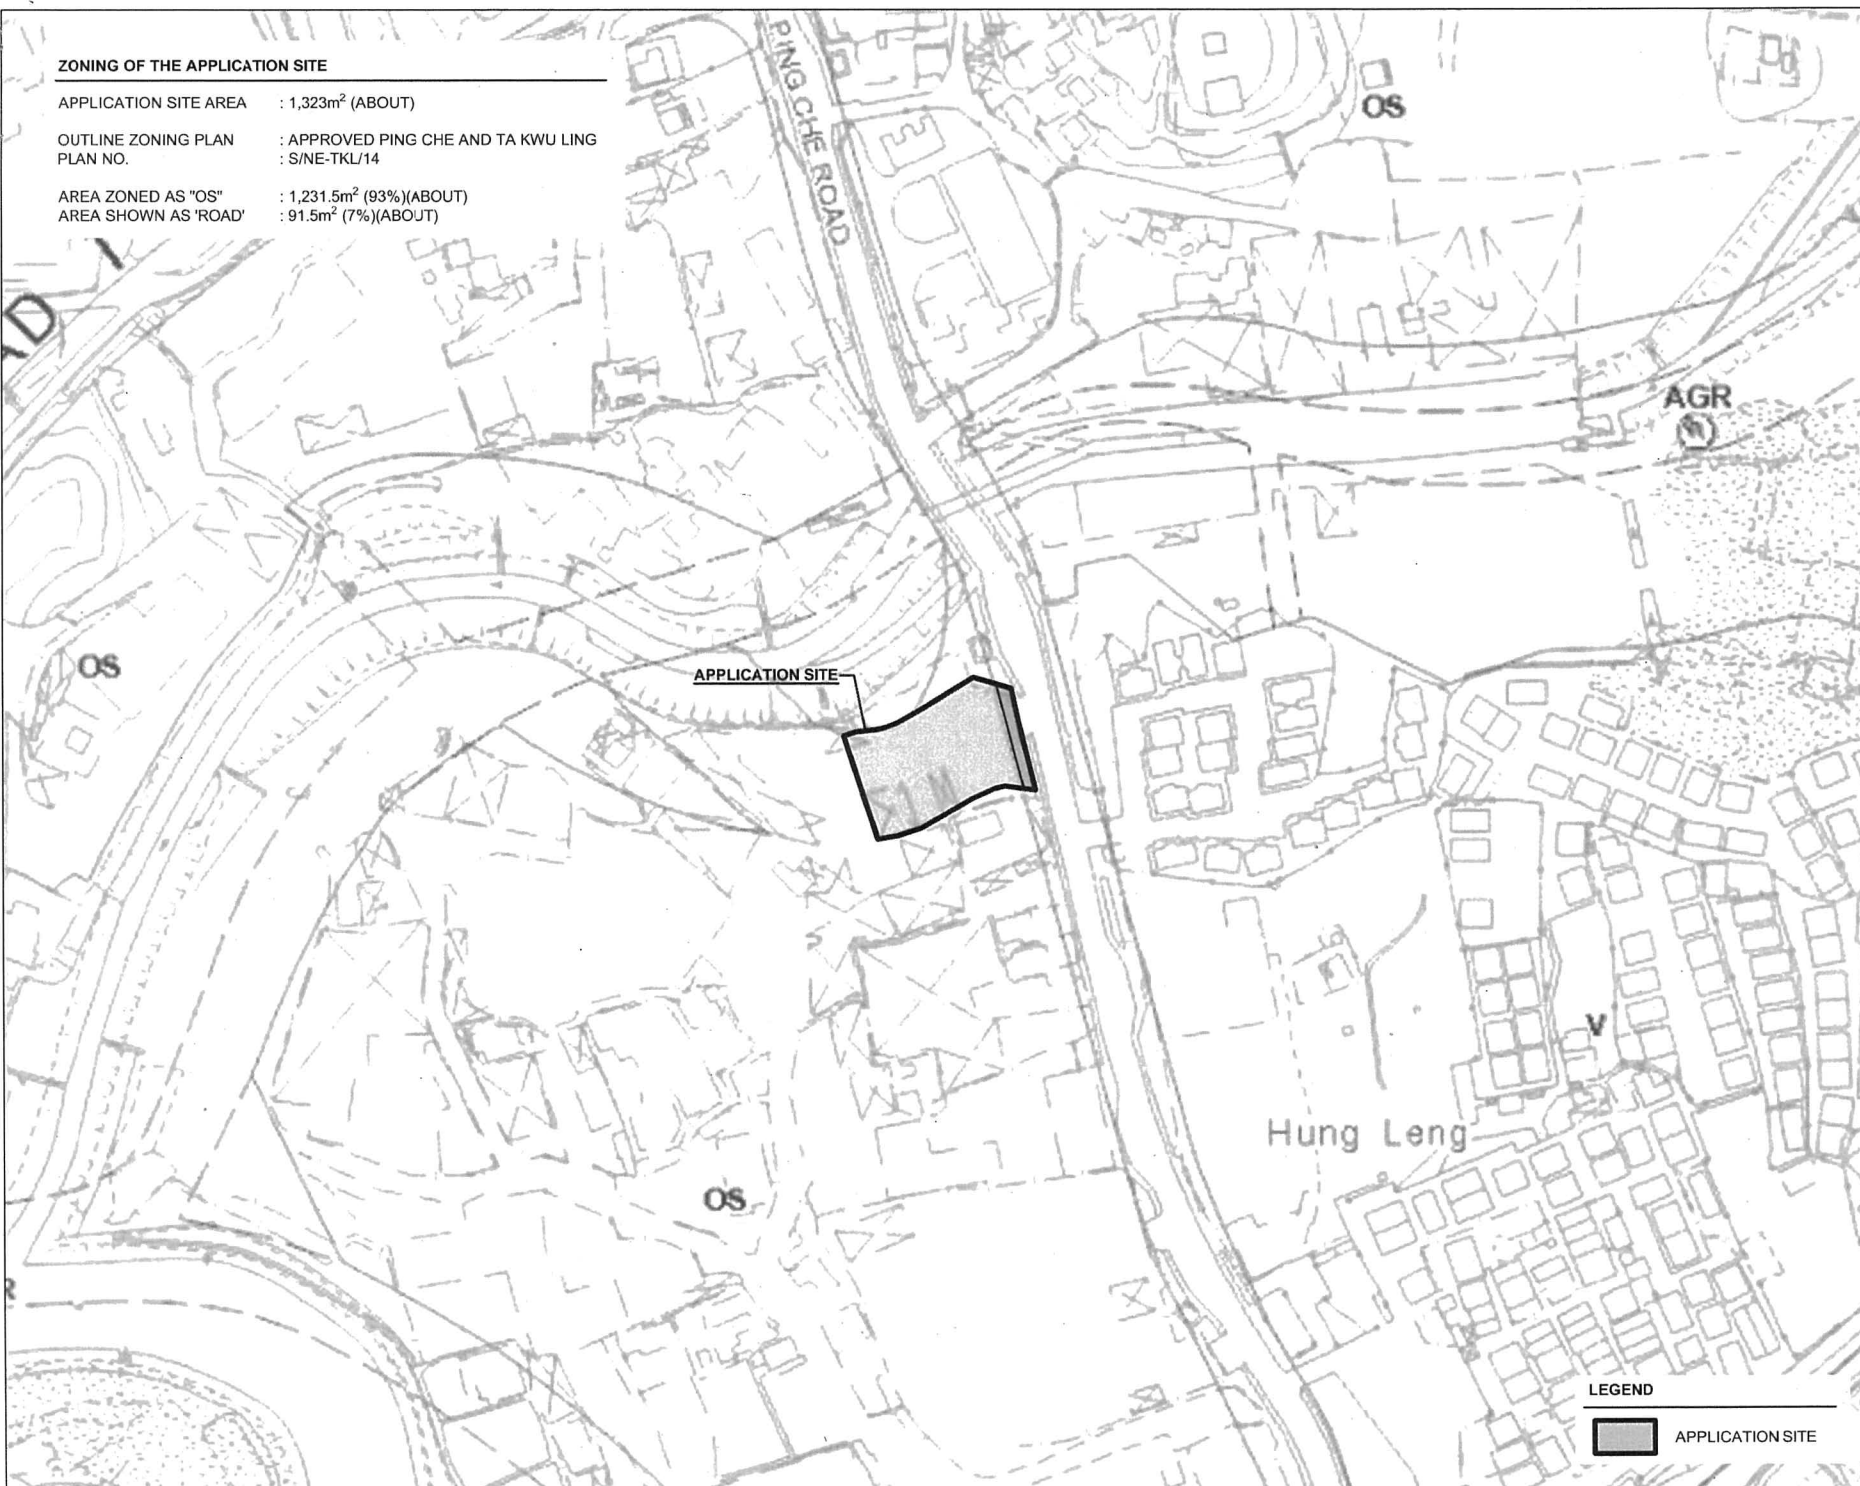 ZONING OF THE APPLICATION SITE
APPLICATION SITE AREA : 1,323m² (ABOUT)
OUTLINE ZONING PLAN : APPROVED PING CHE AND TA KWU LING
PLAN NO. : S/NE-TKL/14
AREA ZONED AS "OS" : 1,231.5m² (93%)(ABOUT)
AREA SHOWN AS 'ROAD' : 91.5m² (7%)(ABOUT)
PING CHE ROAD
OS
AGR
OS
APPLICATION SITE
V
Hung Leng
OS
LEGEND
APPLICATION SITE